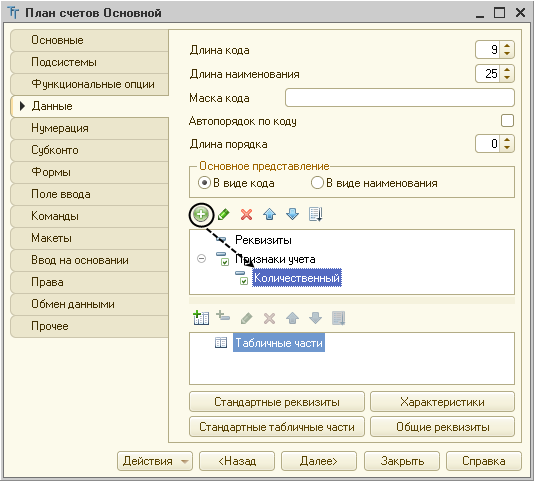 План счетов Основной
Основные
Подсистемы
Функциональные опции
Данные
Нумерация
Субконто
Формы
Поле ввода
Команды
Макеты
Ввод на основании
Права
Обмен данными
Прочее
Длина кода 9
Длина наименования 25
Маска кода
Автопорядок по коду
Длина порядка 0
Основное представление
В виде кода В виде наименования
Реквизиты
Признаки учета
Количественный
Табличные части
Стандартные реквизиты Характеристики
Стандартные табличные части Общие реквизиты
Действия <Назад Далее> Закрыть Справка